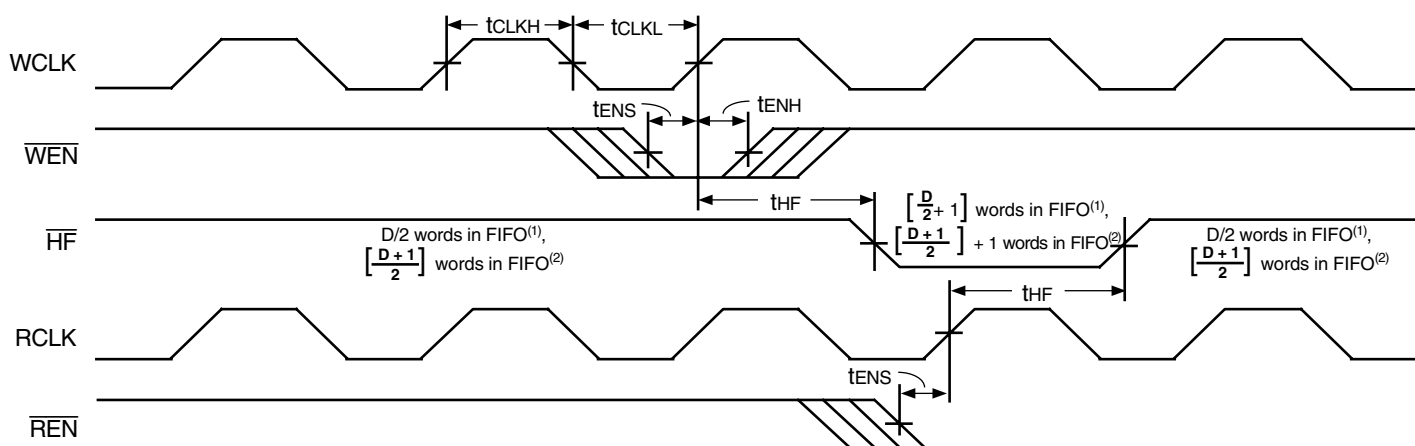 tCLKH
tCLKL
WCLK
tENS
tENH
WEN
tHF
[D/2 + 1] words in FIFO(1),
[D + 1/2] + 1 words in FIFO(2)
HF
D/2 words in FIFO(1),
[D + 1/2] words in FIFO(2)
D/2 words in FIFO(1),
[D + 1/2] words in FIFO(2)
tHF
RCLK
tENS
REN